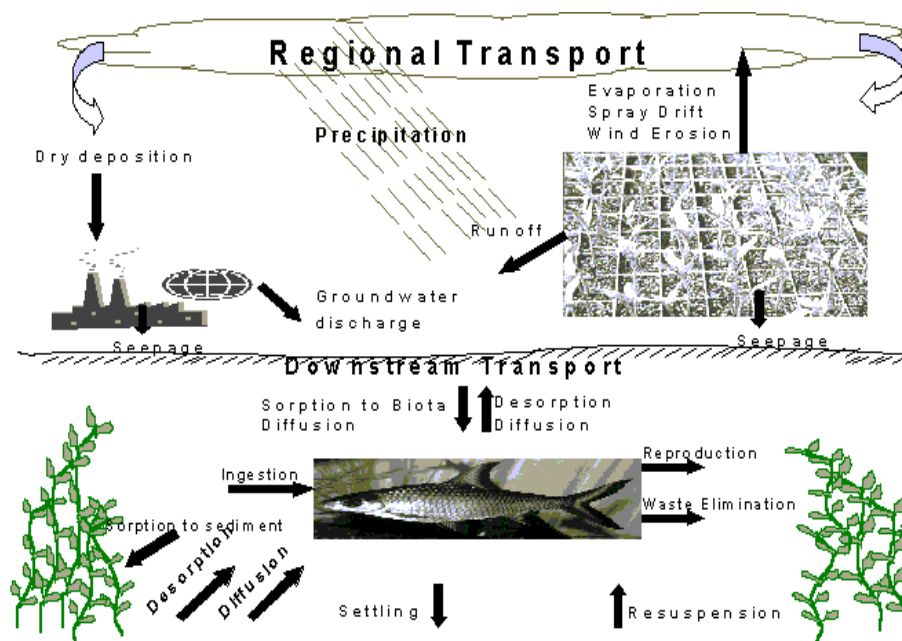 Regional Transport
Evaporation
Spray Drift
Wind Erosion
Precipitation
Dry deposition
Runoff
Groundwater
discharge
Seepage
Seepage
Downstream Transport
Sorption to Biota
Diffusion
Desorption
Diffusion
Ingestion
Reproduction
Waste Elimination
Sorption to sediment
Desorption
Diffusion
Settling
Resuspension